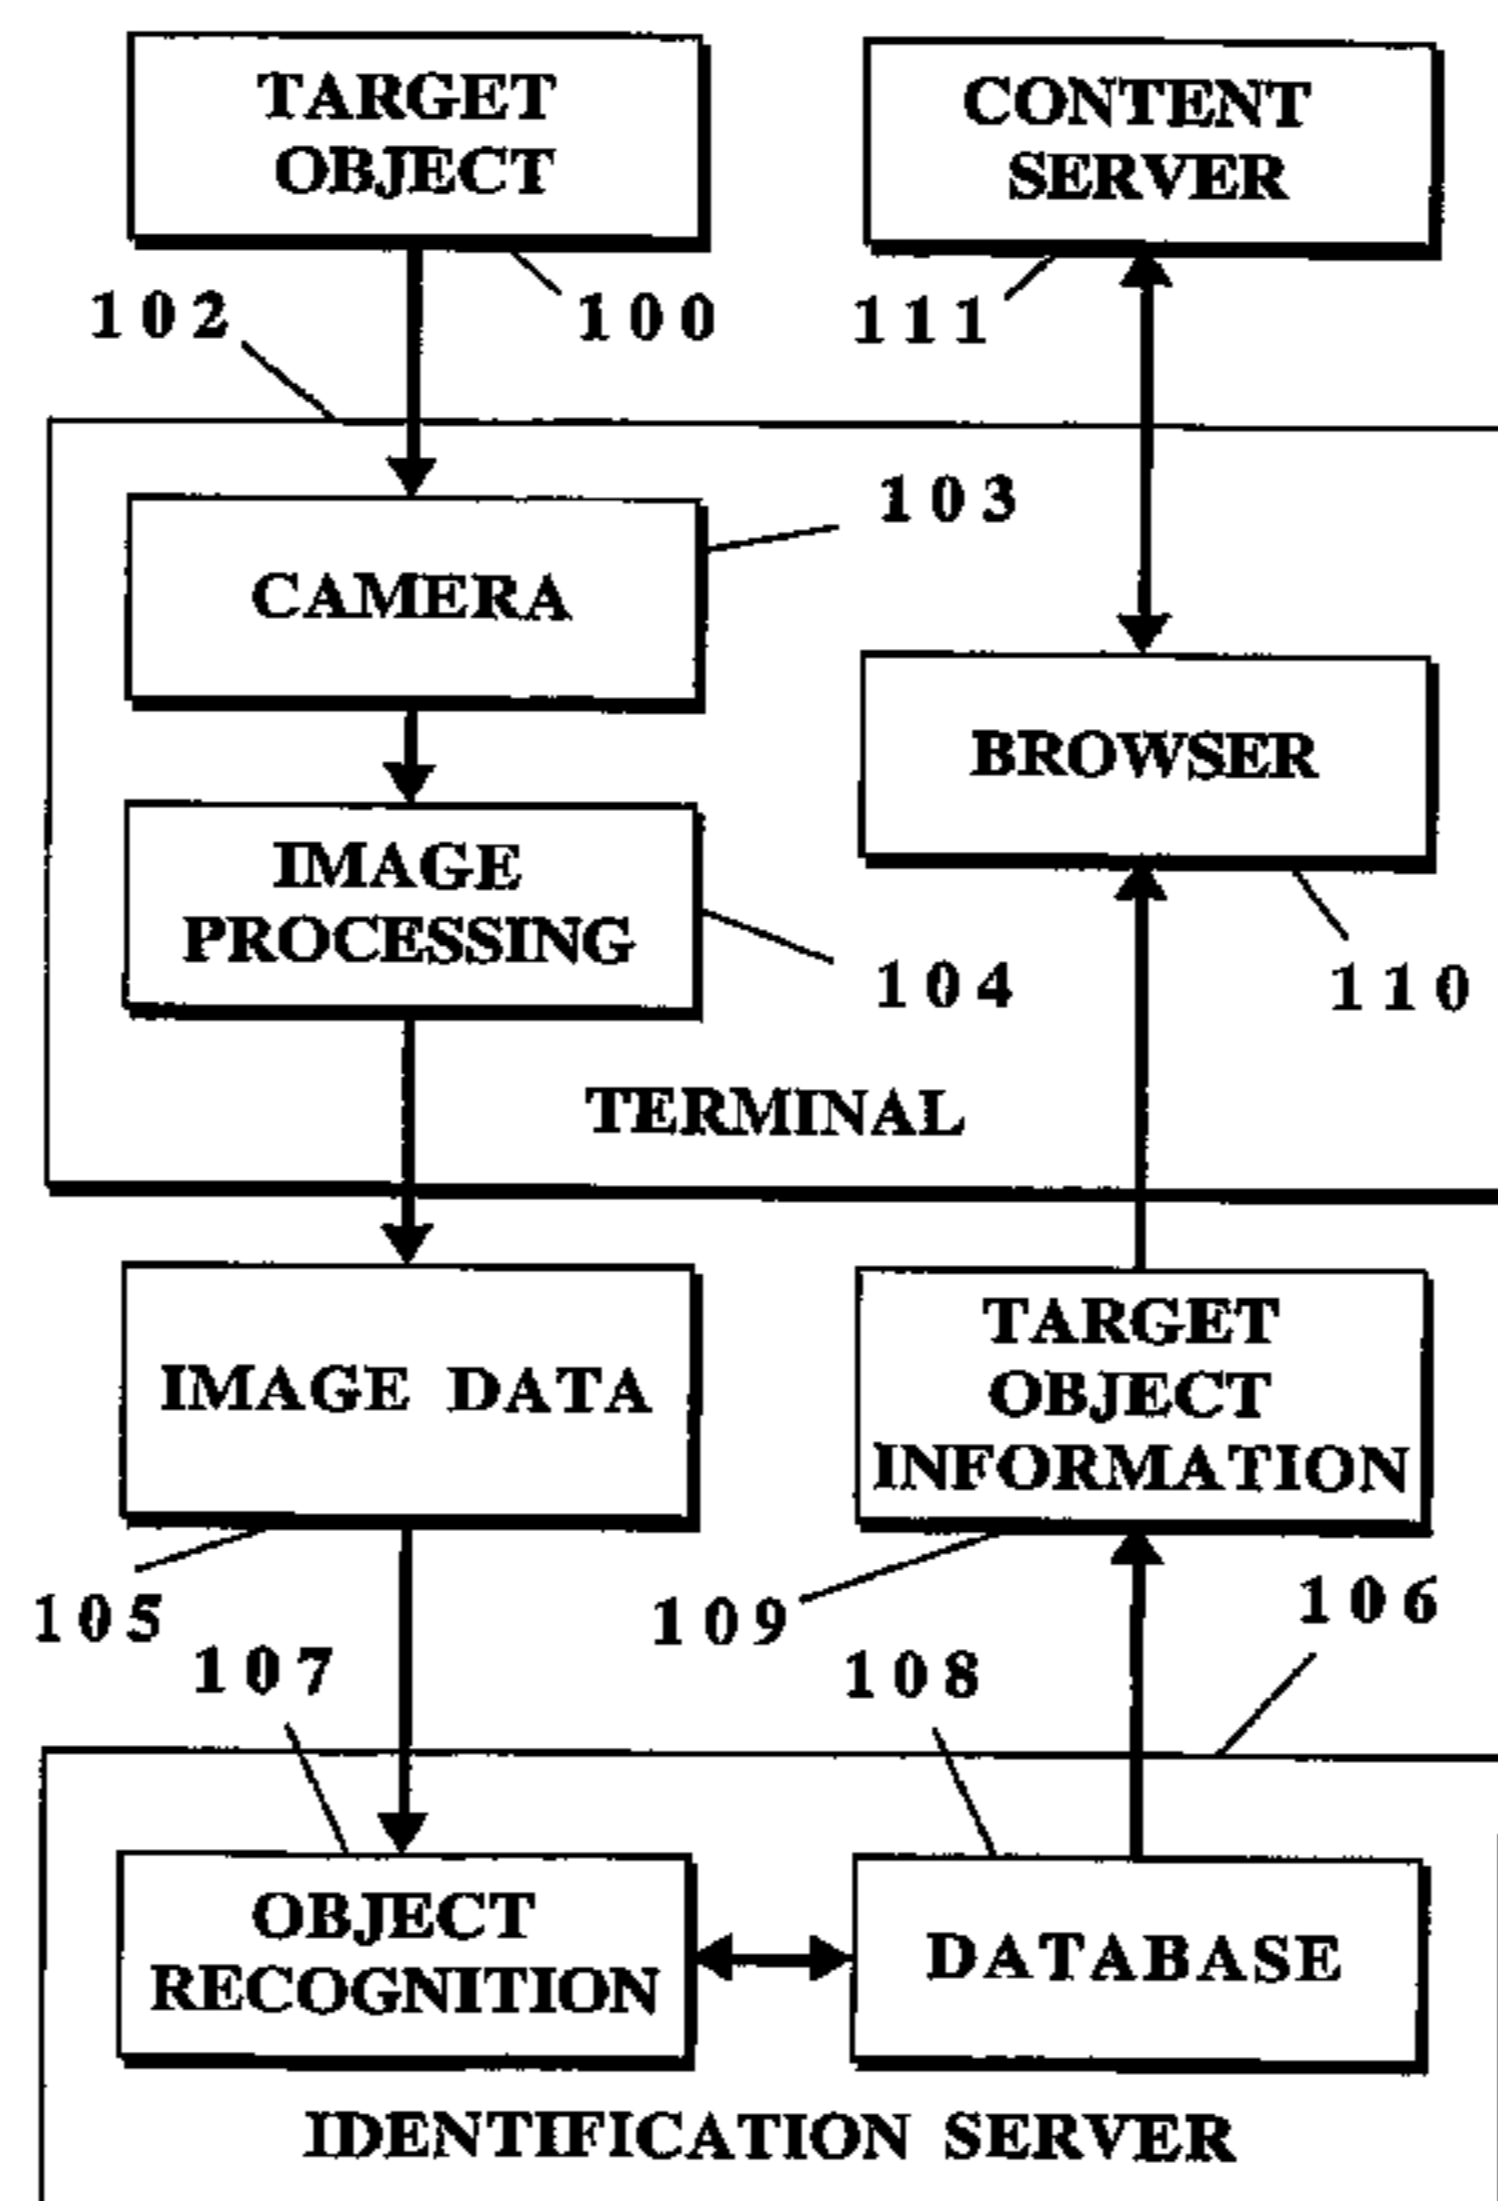 TARGET
OBJECT
CONTENT
SERVER
102
100
111
103
CAMERA
BROWSER
IMAGE
PROCESSING
104
110
TERMINAL
IMAGE DATA
TARGET
OBJECT
INFORMATION
105
109
106
107
108
OBJECT
RECOGNITION
DATABASE
IDENTIFICATION SERVER